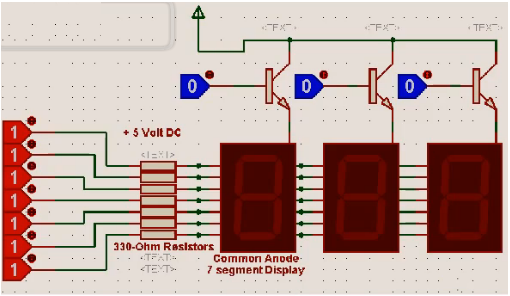 <TEXT> <TEXT> <TEXT>
0 0 0
1
+ 5 Volt DC
1
<TEXT>
1
1
1
1
330-Ohm Resistors
1
Common Anode
<TEXT>
7 segment Display
<TEXT>